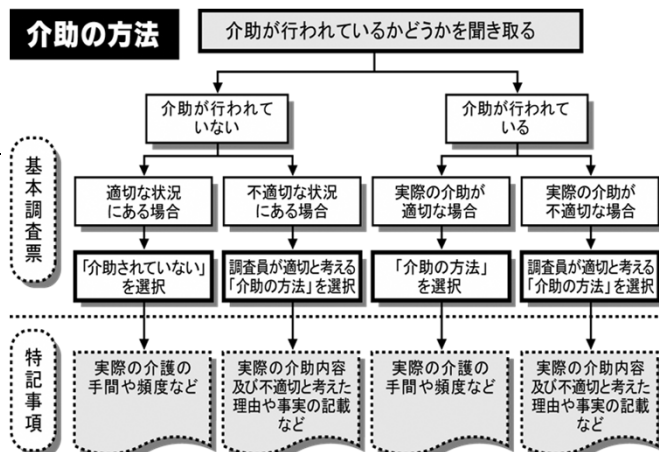 介助の方法
介助が行われているかどうかを聞き取る
介助が行われて
いない
介助が行われて
いる
基本調査票
適切な状況
にある場合
不適切な状況
にある場合
実際の介助が
適切な場合
実際の介助が
不適切な場合
「介助されていない」
を選択
調査員が適切と考える
「介助の方法」を選択
「介助の方法」
を選択
調査員が適切と考える
「介助の方法」を選択
特記事項
実際の介護の
手間や頻度など
実際の介助内容
及び不適切と考えた
理由や事実の記載
など
実際の介護の
手間や頻度など
実際の介助内容
及び不適切と考えた
理由や事実の記載
など